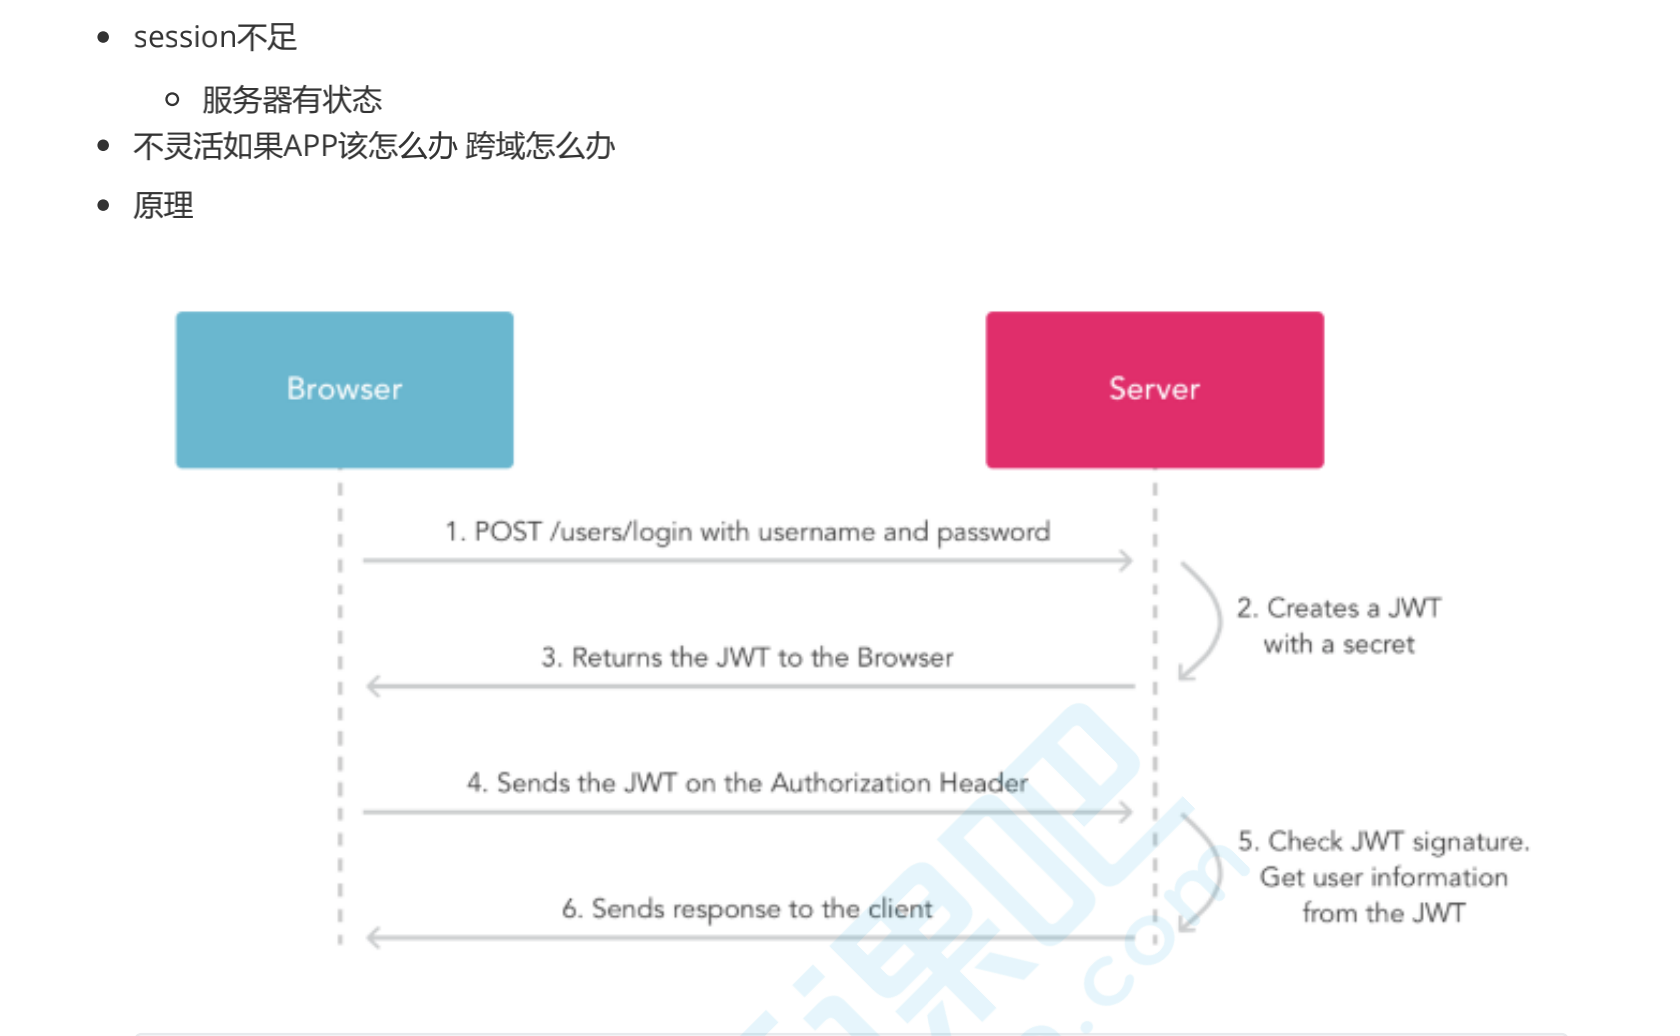 session不足
服务器有状态
不灵活如果APP该怎么办 跨域怎么办
原理
Browser
Server
1. POST /users/login with username and password
2. Creates a JWT
with a secret
3. Returns the JWT to the Browser
4. Sends the JWT on the Authorization Header
5. Check JWT signature.
Get user information
from the JWT
6. Sends response to the client
课吧
.com